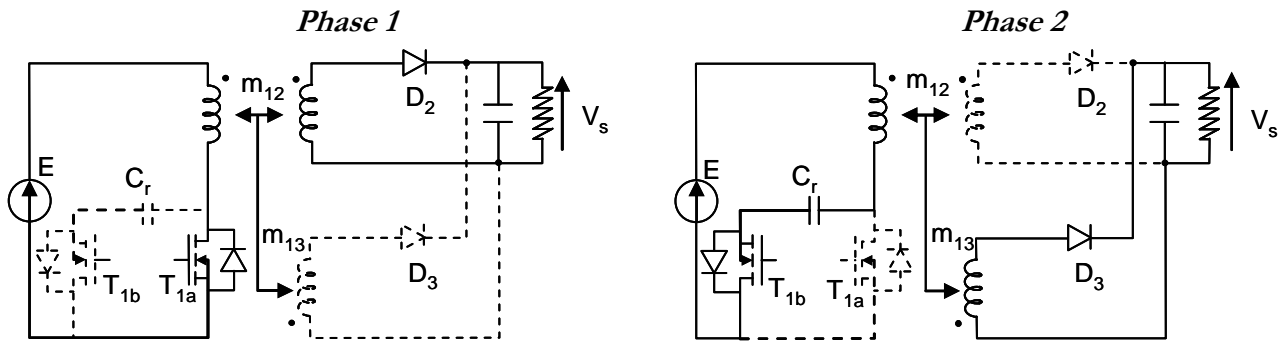 Phase 1
m12
D2
Vs
E
Cr
m13
T1b
T1a
D3
Phase 2
m12
D2
Vs
E
Cr
m13
T1b
T1a
D3